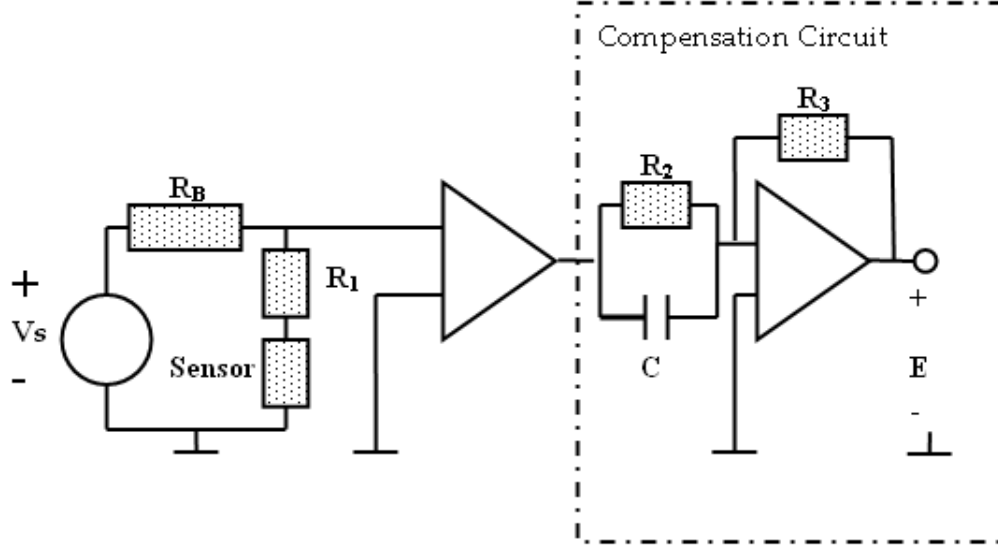 Compensation Circuit
R3
R2
RB
R1
+
Vs
-
Sensor
C
+
E
-